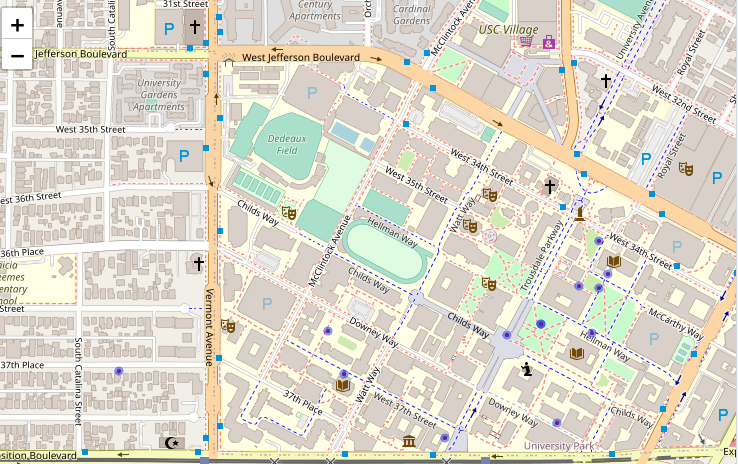 +
−
31st Street
Century
Apartments
Cardinal
Gardens
McClintock Avenue
USC Village
University Avenue
Royal Street
South Catalina
Jefferson Boulevard
West Jefferson Boulevard
West 32nd Street
P
University
Gardens
Apartments
P
Dedeaux
Field
West 35th Street
P
West 34th Street
P
Royal Street
P
West 35th Street
West 36th Street
Childs Way
Hellman Way
Watt Way
Trousdale Parkway
West 34th Street
P
36th Place
McClintock Avenue
Childs Way
Vermont Avenue
P
Childs Way
McCarthy Way
Street
Downey Way
Hellman Way
P
South Catalina Street
37th Place
Watt Way
37th Place
West 37th Street
Downey Way
Childs Way
P
University Park
osition Boulevard
Exp